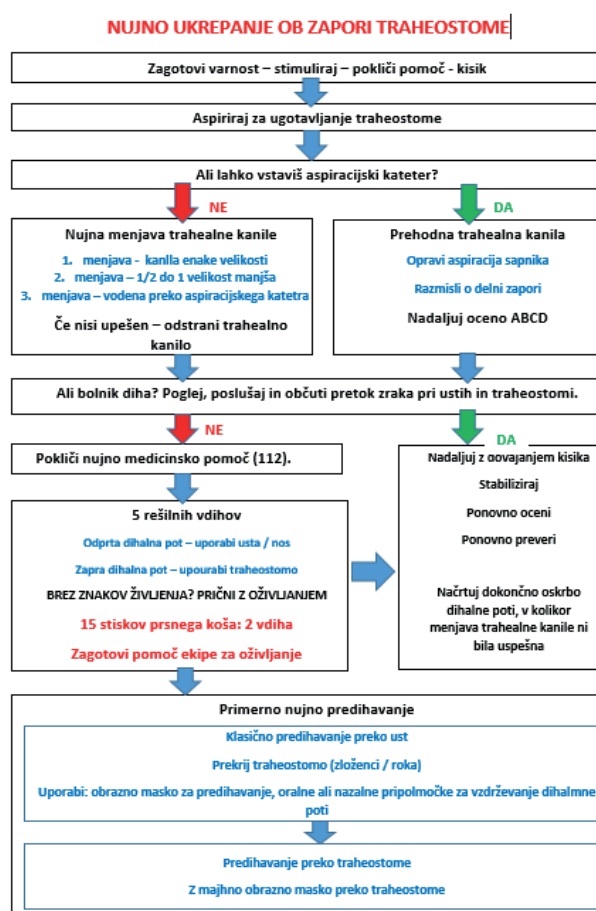 NUJNO UKREPANJE OB ZAPORI TRAHEOSTOME
Zagotovi varnost – stimuliraj – pokliči pomoč - kisik
Aspiriraj za ugotavljanje traheostome
Ali lahko vstaviš aspiracijski kateter?
NE
DA
Nujna menjava trahealne kanile
1. menjava - kanila enake velikosti
2. menjava – 1/2 do 1 velikost manjša
3. menjava – vodena preko aspiracijskega katetra
Če nisi upešen – odstrani trahealno
kanilo
Prehodna trahealna kanila
Opravi aspiracija sapnika
Razmisli o delni zapori
Nadaljuj oceno ABCD
Ali bolnik diha? Poglej, poslušaj in občuti pretok zraka pri ustih in traheostomi.
NE
DA
Pokliči nujno medicinsko pomoč (112).
5 rešilnih vdihov
Odprta dihalna pot – uporabi usta / nos
Zapra dihalna pot – upourabi traheostomo
BREZ ZNAKOV ŽIVLJENJA? PRIČNI Z OŽIVLJANJEM
15 stiskov prsnega koša: 2 vdiha
Zagotovi pomoč ekipe za oživljanje
Nadaljuj z dovajanjem kisika
Stabiliziraj
Ponovno oceni
Ponovno preveri
Načrtuj dokončno oskrbo
dihalne poti, v kolikor
menjava trahealne kanile ni
bila uspešna
Primerno nujno predihavanje
Klasično predihavanje preko ust
Prekrij traheostomo (zloženci / roka)
Uporabi: obrazno masko za predihavanje, oralne ali nazalne pripolmočke za vzdrževanje dihalmne
poti
Predihavanje preko traheostome
Z majhno obrazno masko preko traheostome